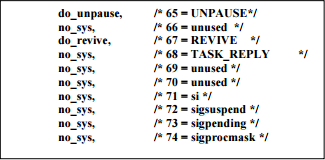 do_unpause, /* 65 = UNPAUSE*/
no_sys, /* 66 = unused */
do_revive, /* 67 = REVIVE */
no_sys, /* 68 = TASK_REPLY */
no_sys, /* 69 = unused */
no_sys, /* 70 = unused */
no_sys, /* 71 = si */
no_sys, /* 72 = sigsuspend */
no_sys, /* 73 = sigpending */
no_sys, /* 74 = sigprocmask */